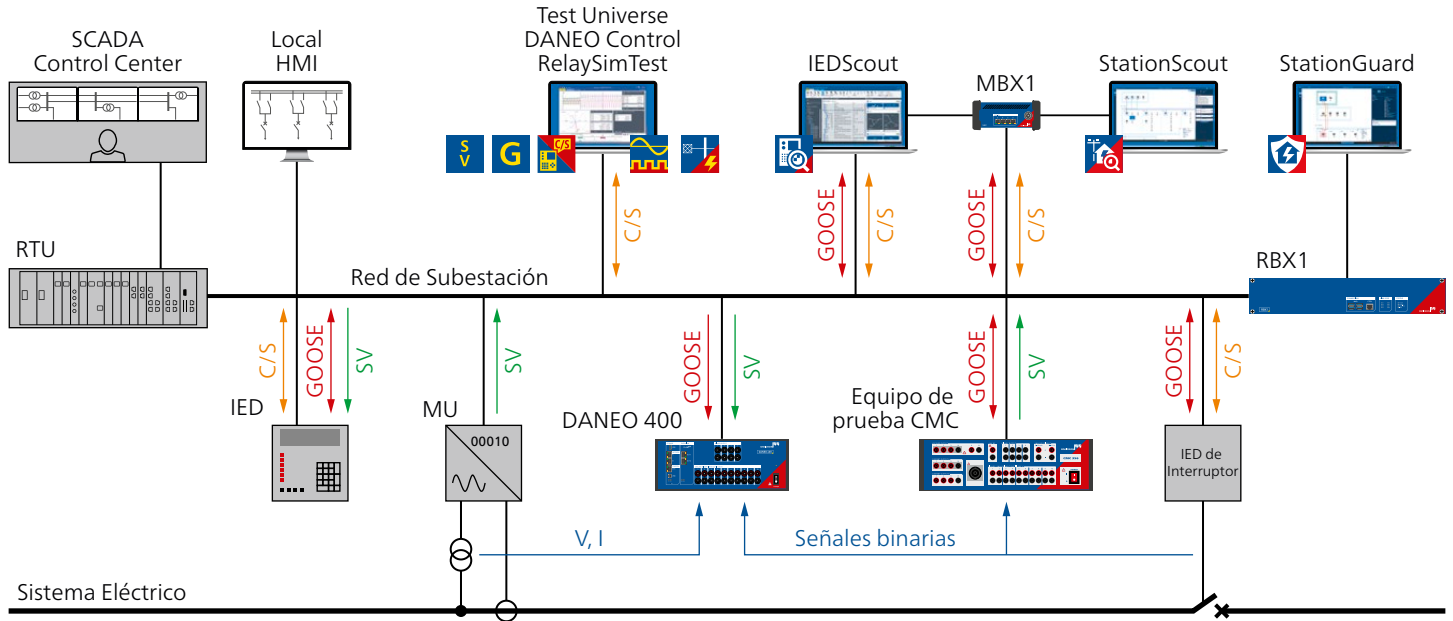 SCADA
Control Center
Local
HMI
Test Universe
DANEO Control
RelaySimTest
IEDScout
MBX1
StationScout
StationGuard
S
V
G
C/S
C/S
GOOSE
C/S
GOOSE
C/S
RTU
Red de Subestación
RBX1
C/S
GOOSE
SV
SV
GOOSE
SV
GOOSE
SV
GOOSE
C/S
IED
MU
DANEO 400
Equipo de
prueba CMC
00010
IED de
Interruptor
V, I
Señales binarias
Sistema Eléctrico